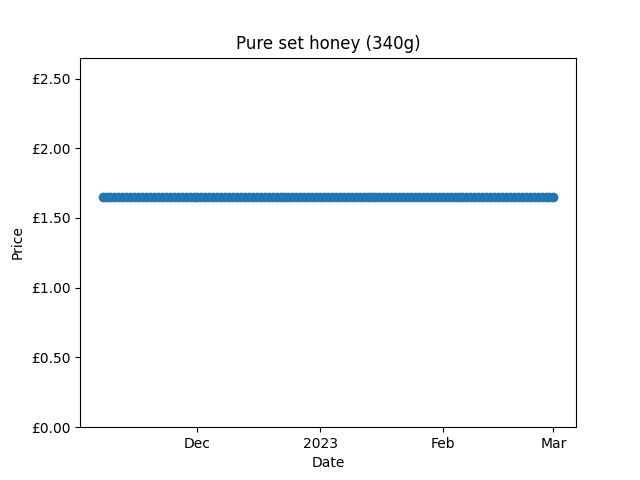 Pure set honey (340g)
£2.50
£2.00
£1.50
£1.00
£0.50
£0.00
Price
Dec 2023 Feb Mar
Date